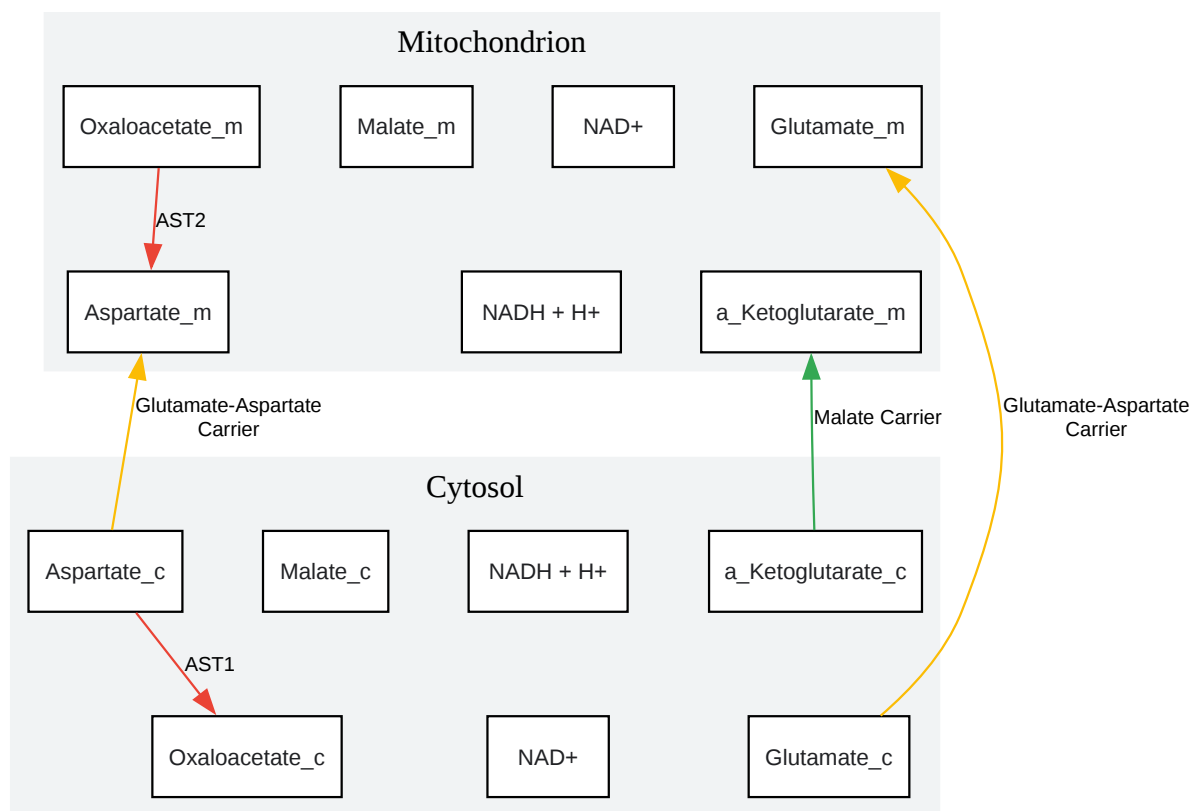 Mitochondrion
Oxaloacetate_m
Malate_m
NAD+
Glutamate_m
AST2
Aspartate_m
NADH + H+
a_Ketoglutarate_m
Glutamate-Aspartate
Carrier
Malate Carrier
Glutamate-Aspartate
Carrier
Cytosol
Aspartate_c
Malate_c
NADH + H+
a_Ketoglutarate_c
AST1
Oxaloacetate_c
NAD+
Glutamate_c